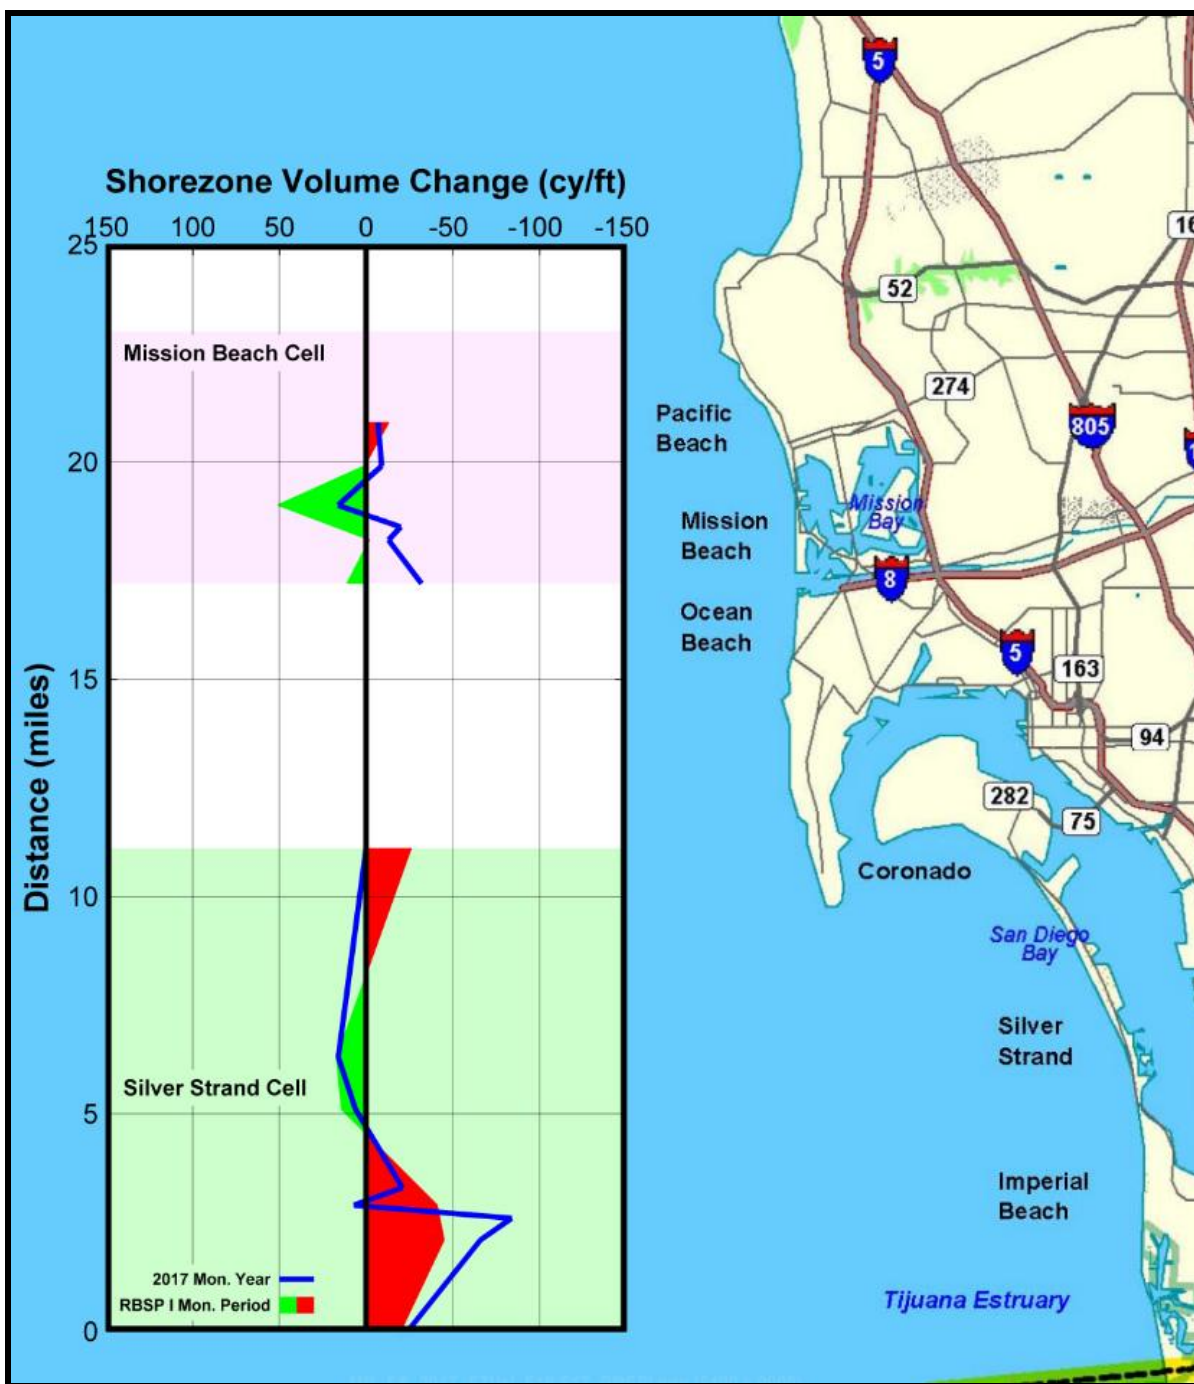 Shorezone Volume Change (cy/ft)
150 100 50 0 -50 -100 -150
25
20
15
10
5
0
Distance (miles)
Mission Beach Cell
Silver Strand Cell
2017 Mon. Year
RBSP I Mon. Period
5
16
52
274
805
Pacific
Beach
Mission
Bay
Mission
Beach
8
Ocean
Beach
5
163
94
282
75
Coronado
San Diego
Bay
Silver
Strand
Imperial
Beach
Tijuana Estruary